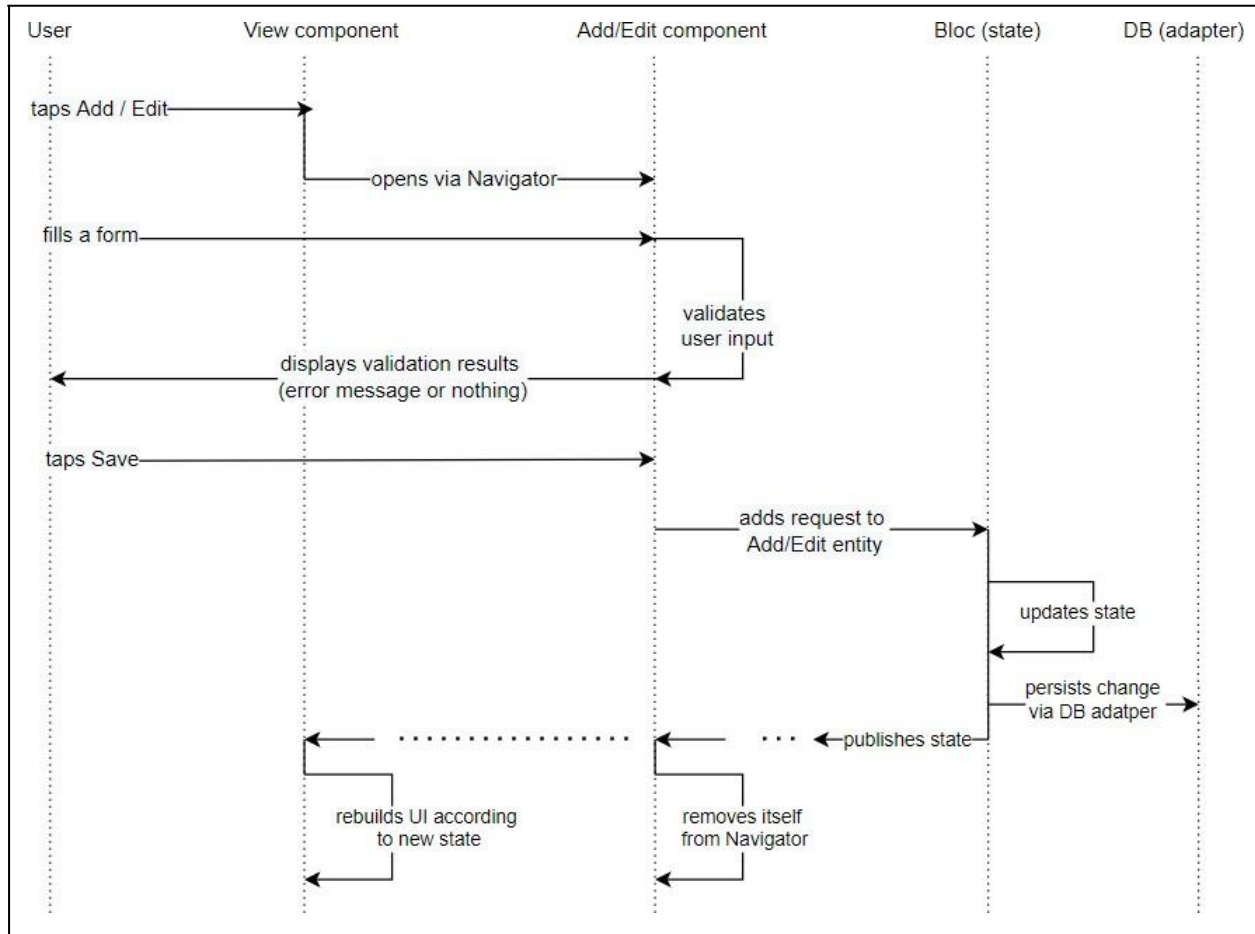 User
View component
Add/Edit component
Bloc (state)
DB (adapter)
taps Add / Edit
opens via Navigator
fills a form
validates
user input
displays validation results
(error message or nothing)
taps Save
adds request to
Add/Edit entity
updates state
persists change
via DB adatper
publishes state
rebuilds UI according
to new state
removes itself
from Navigator